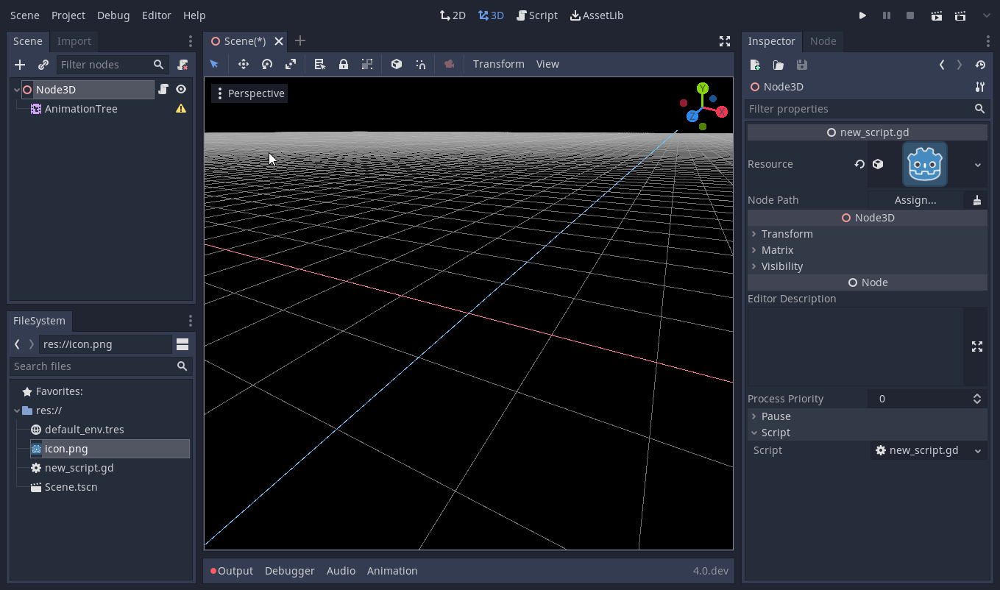 Scene Project Debug Editor Help
2D 3D Script AssetLib
Scene Import
Filter nodes
Node3D
AnimationTree
FileSystem
res://icon.png
Search files
Favorites:
res://
default_env.tres
icon.png
new_script.gd
Scene.tscn
Scene(*)
Transform View
Perspective
Y
X
Z
Output Debugger Audio Animation 4.0.dev
Inspector Node
Node3D
Filter properties
new_script.gd
Resource
Node Path Assign...
Node3D
Transform
Matrix
Visibility
Node
Editor Description
Process Priority 0
Pause
Script
Script new_script.gd